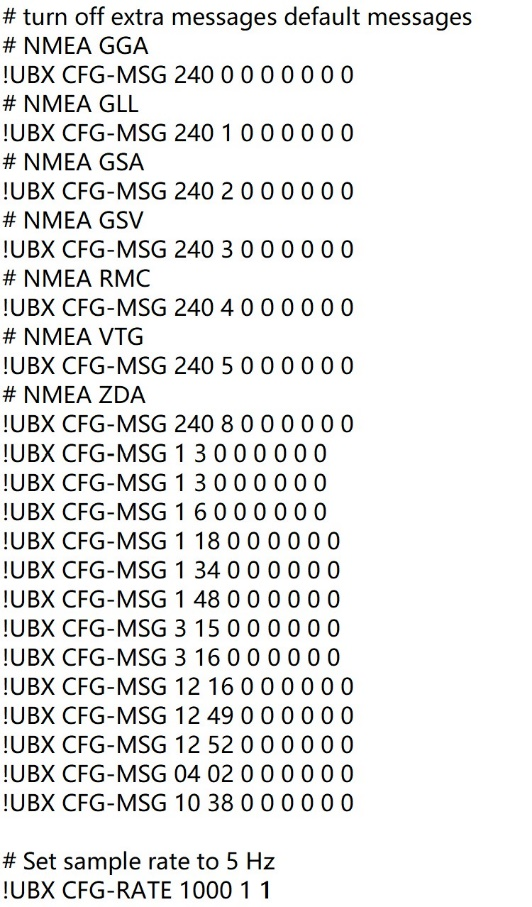 # turn off extra messages default messages
# NMEA GGA
!UBX CFG-MSG 240 0 0 0 0 0 0 0
# NMEA GLL
!UBX CFG-MSG 240 1 0 0 0 0 0 0
# NMEA GSA
!UBX CFG-MSG 240 2 0 0 0 0 0 0
# NMEA GSV
!UBX CFG-MSG 240 3 0 0 0 0 0 0
# NMEA RMC
!UBX CFG-MSG 240 4 0 0 0 0 0 0
# NMEA VTG
!UBX CFG-MSG 240 5 0 0 0 0 0 0
# NMEA ZDA
!UBX CFG-MSG 240 8 0 0 0 0 0 0
!UBX CFG-MSG 1 3 0 0 0 0 0 0
!UBX CFG-MSG 1 3 0 0 0 0 0 0
!UBX CFG-MSG 1 6 0 0 0 0 0 0
!UBX CFG-MSG 1 18 0 0 0 0 0 0
!UBX CFG-MSG 1 34 0 0 0 0 0 0
!UBX CFG-MSG 1 48 0 0 0 0 0 0
!UBX CFG-MSG 3 15 0 0 0 0 0 0
!UBX CFG-MSG 3 16 0 0 0 0 0 0
!UBX CFG-MSG 12 16 0 0 0 0 0 0
!UBX CFG-MSG 12 49 0 0 0 0 0 0
!UBX CFG-MSG 12 52 0 0 0 0 0 0
!UBX CFG-MSG 04 02 0 0 0 0 0 0
!UBX CFG-MSG 10 38 0 0 0 0 0 0

# Set sample rate to 5 Hz
!UBX CFG-RATE 1000 1 1